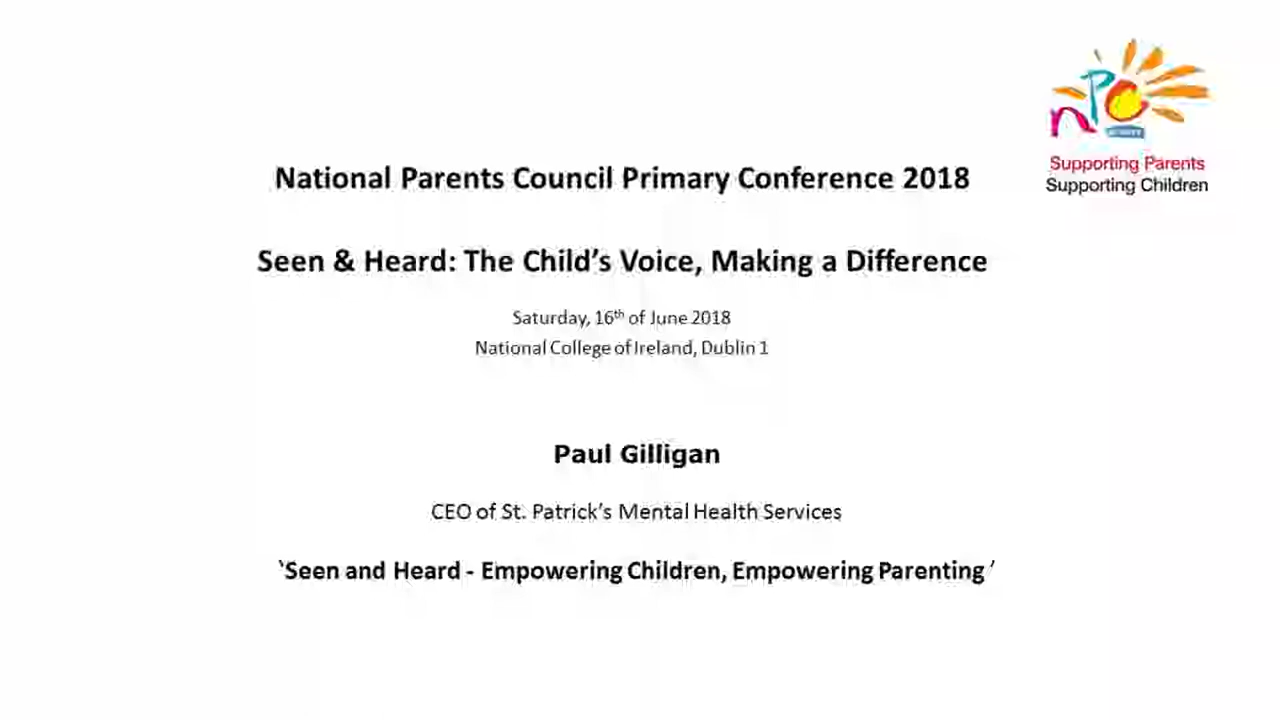 nPC
Supporting Parents
Supporting Children
National Parents Council Primary Conference 2018
Seen & Heard: The Child’s Voice, Making a Difference
Saturday, 16th of June 2018
National College of Ireland, Dublin 1
Paul Gilligan
CEO of St. Patrick’s Mental Health Services
‘Seen and Heard - Empowering Children, Empowering Parenting’